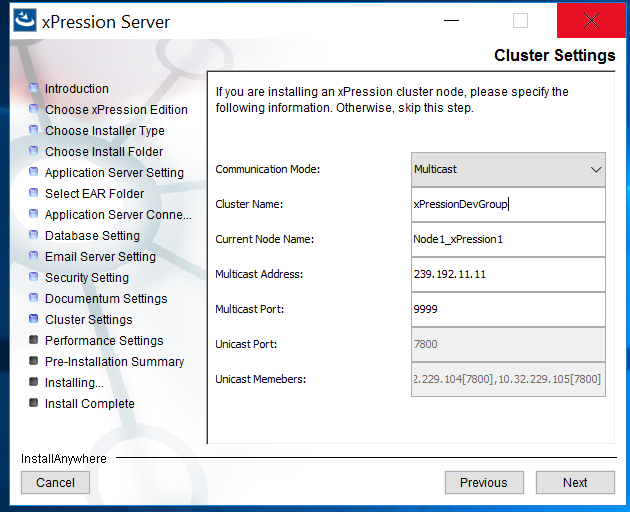 xPression Server
Cluster Settings
Introduction
Choose xPression Edition
Choose Installer Type
Choose Install Folder
Application Server Setting
Select EAR Folder
Application Server Conne...
Database Setting
Email Server Setting
Security Setting
Documentum Settings
Cluster Settings
Performance Settings
Pre-Installation Summary
Installing...
Install Complete
If you are installing an xPression cluster node, please specify the
following information. Otherwise, skip this step.
Communication Mode: Multicast
Cluster Name: xPressionDevGroup
Current Node Name: Node1_xPression1
Multicast Address: 239.192.11.11
Multicast Port: 9999
Unicast Port: 7800
Unicast Memebers: 2.229.104[7800],10.32.229.105[7800]
InstallAnywhere
Cancel Previous Next